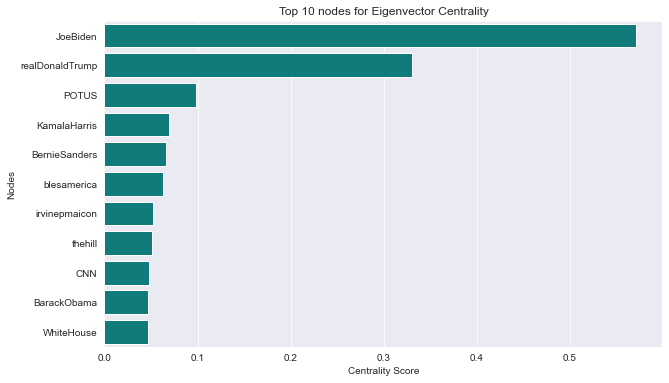 Top 10 nodes for Eigenvector Centrality
Nodes
JoeBiden
realDonaldTrump
POTUS
KamalaHarris
BernieSanders
blesamerica
irvinepmaicon
thehill
CNN
BarackObama
WhiteHouse
0.0 0.1 0.2 0.3 0.4 0.5
Centrality Score